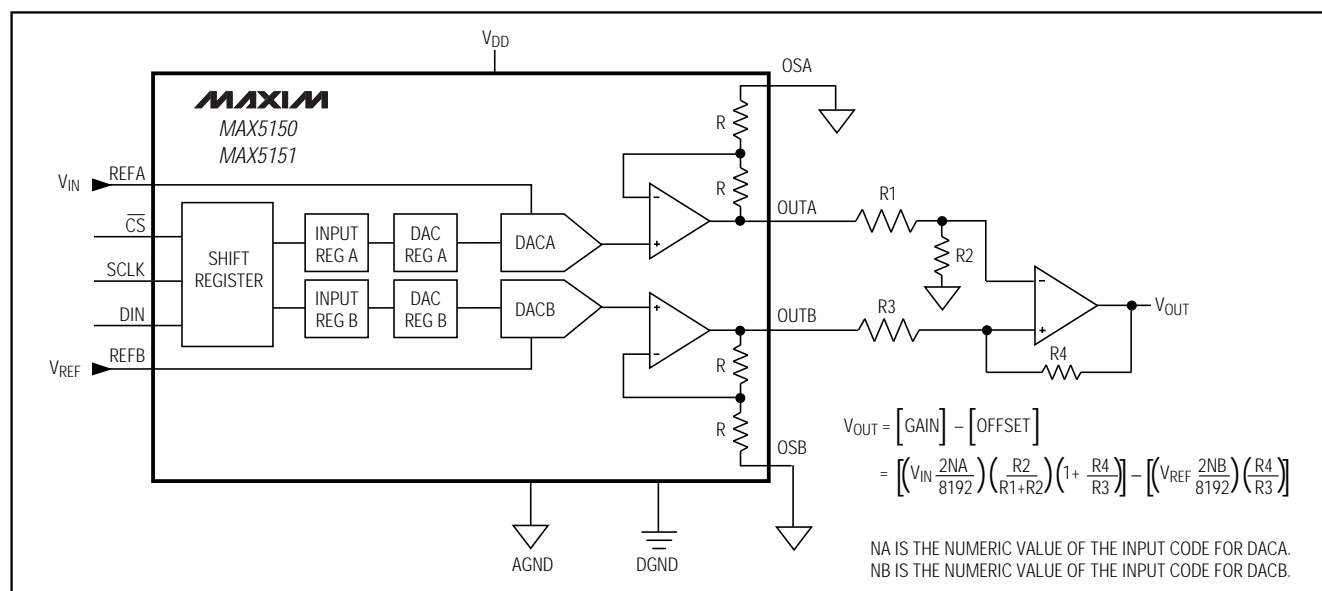 VDD
OSA
MAXIM
MAX5150
MAX5151
R
R
VIN
REFA
CS
SCLK
DIN
REFB
VREF
SHIFT
REGISTER
INPUT
REG A
DAC
REG A
DACA
INPUT
REG B
DAC
REG B
DACB
-
+
+
-
OUTA
R1
R2
OUTB
R3
-
+
R4
VOUT
R
R
OSB
AGND
DGND
VOUT = [GAIN] – [OFFSET]
= [(VIN 2NA/8192)(R2/R1+R2)(1+ R4/R3)] – [(VREF 2NB/8192)(R4/R3)]
NA IS THE NUMERIC VALUE OF THE INPUT CODE FOR DACA.
NB IS THE NUMERIC VALUE OF THE INPUT CODE FOR DACB.